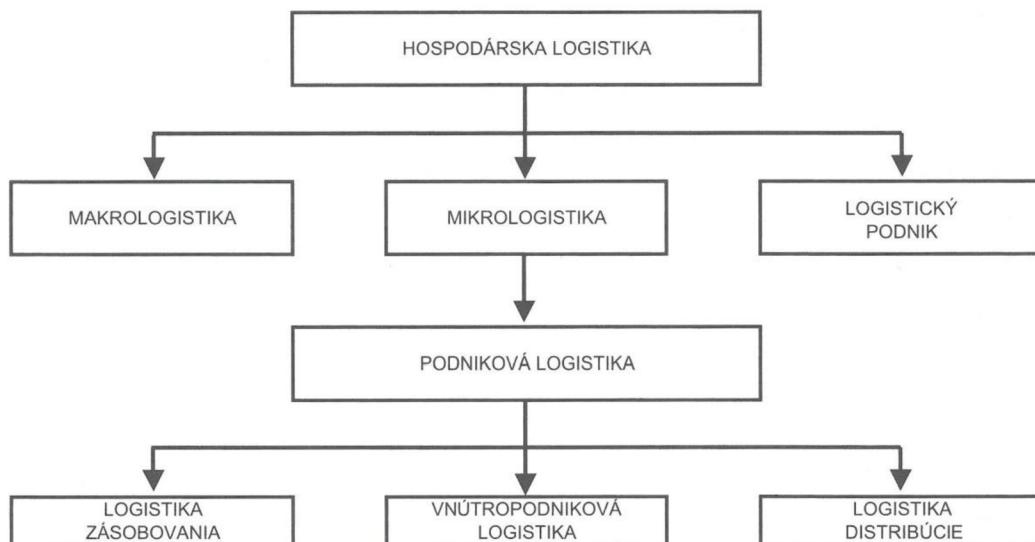 HOSPODÁRSKA LOGISTIKA
MAKROLOGISTIKA
MIKROLOGISTIKA
LOGISTICKÝ
PODNIK
PODNIKOVÁ LOGISTIKA
LOGISTIKA
ZÁSOBOVANIA
VNÚTROPODNIKOVÁ
LOGISTIKA
LOGISTIKA
DISTRIBÚCIE